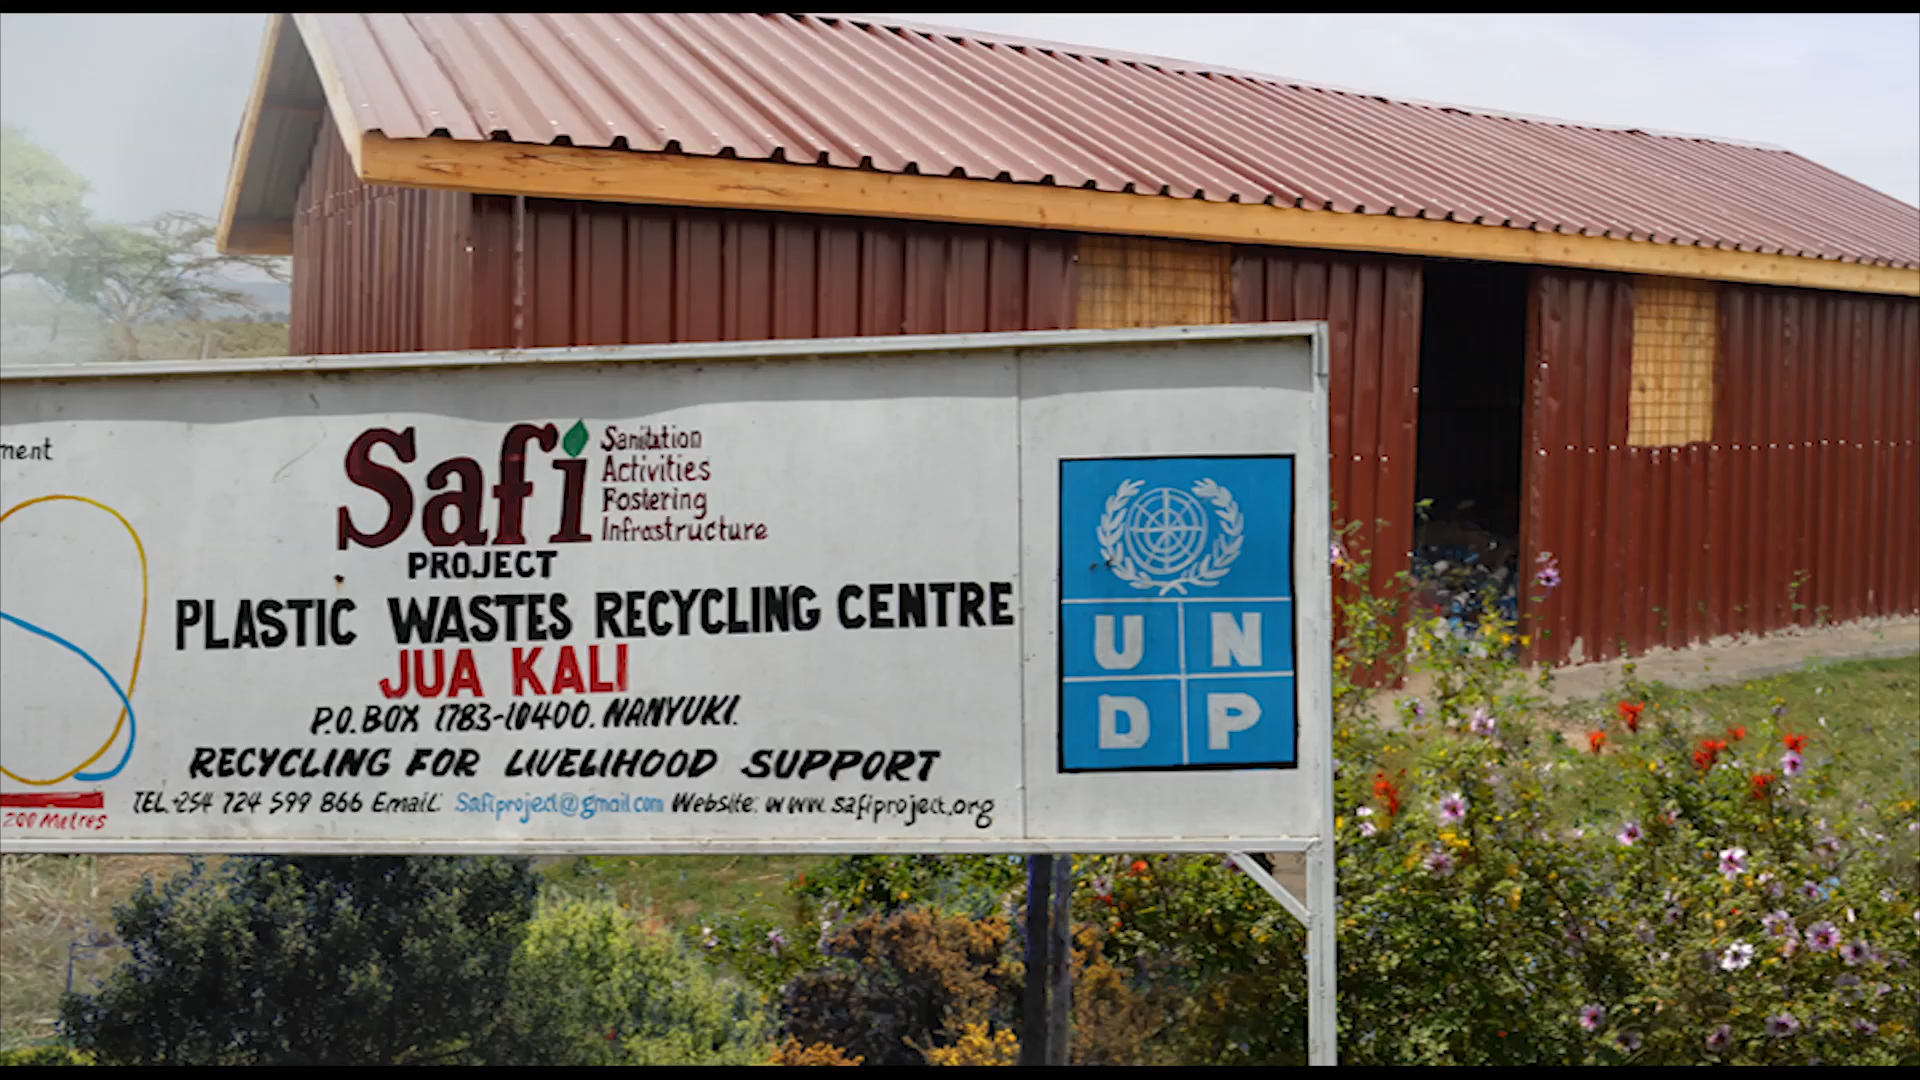 ment
Safi
Sanitation
Activities
Fostering
Infrastructure
PROJECT
PLASTIC WASTES RECYCLING CENTRE
JUA KALI
P.O. BOX 1783-10400. NANYUKI.
RECYCLING FOR LIVELIHOOD SUPPORT
TEL: 254 724 599 866 Email: Safiproject@gmail.com Website: www.safiproject.org
200 Metres
U N
D P